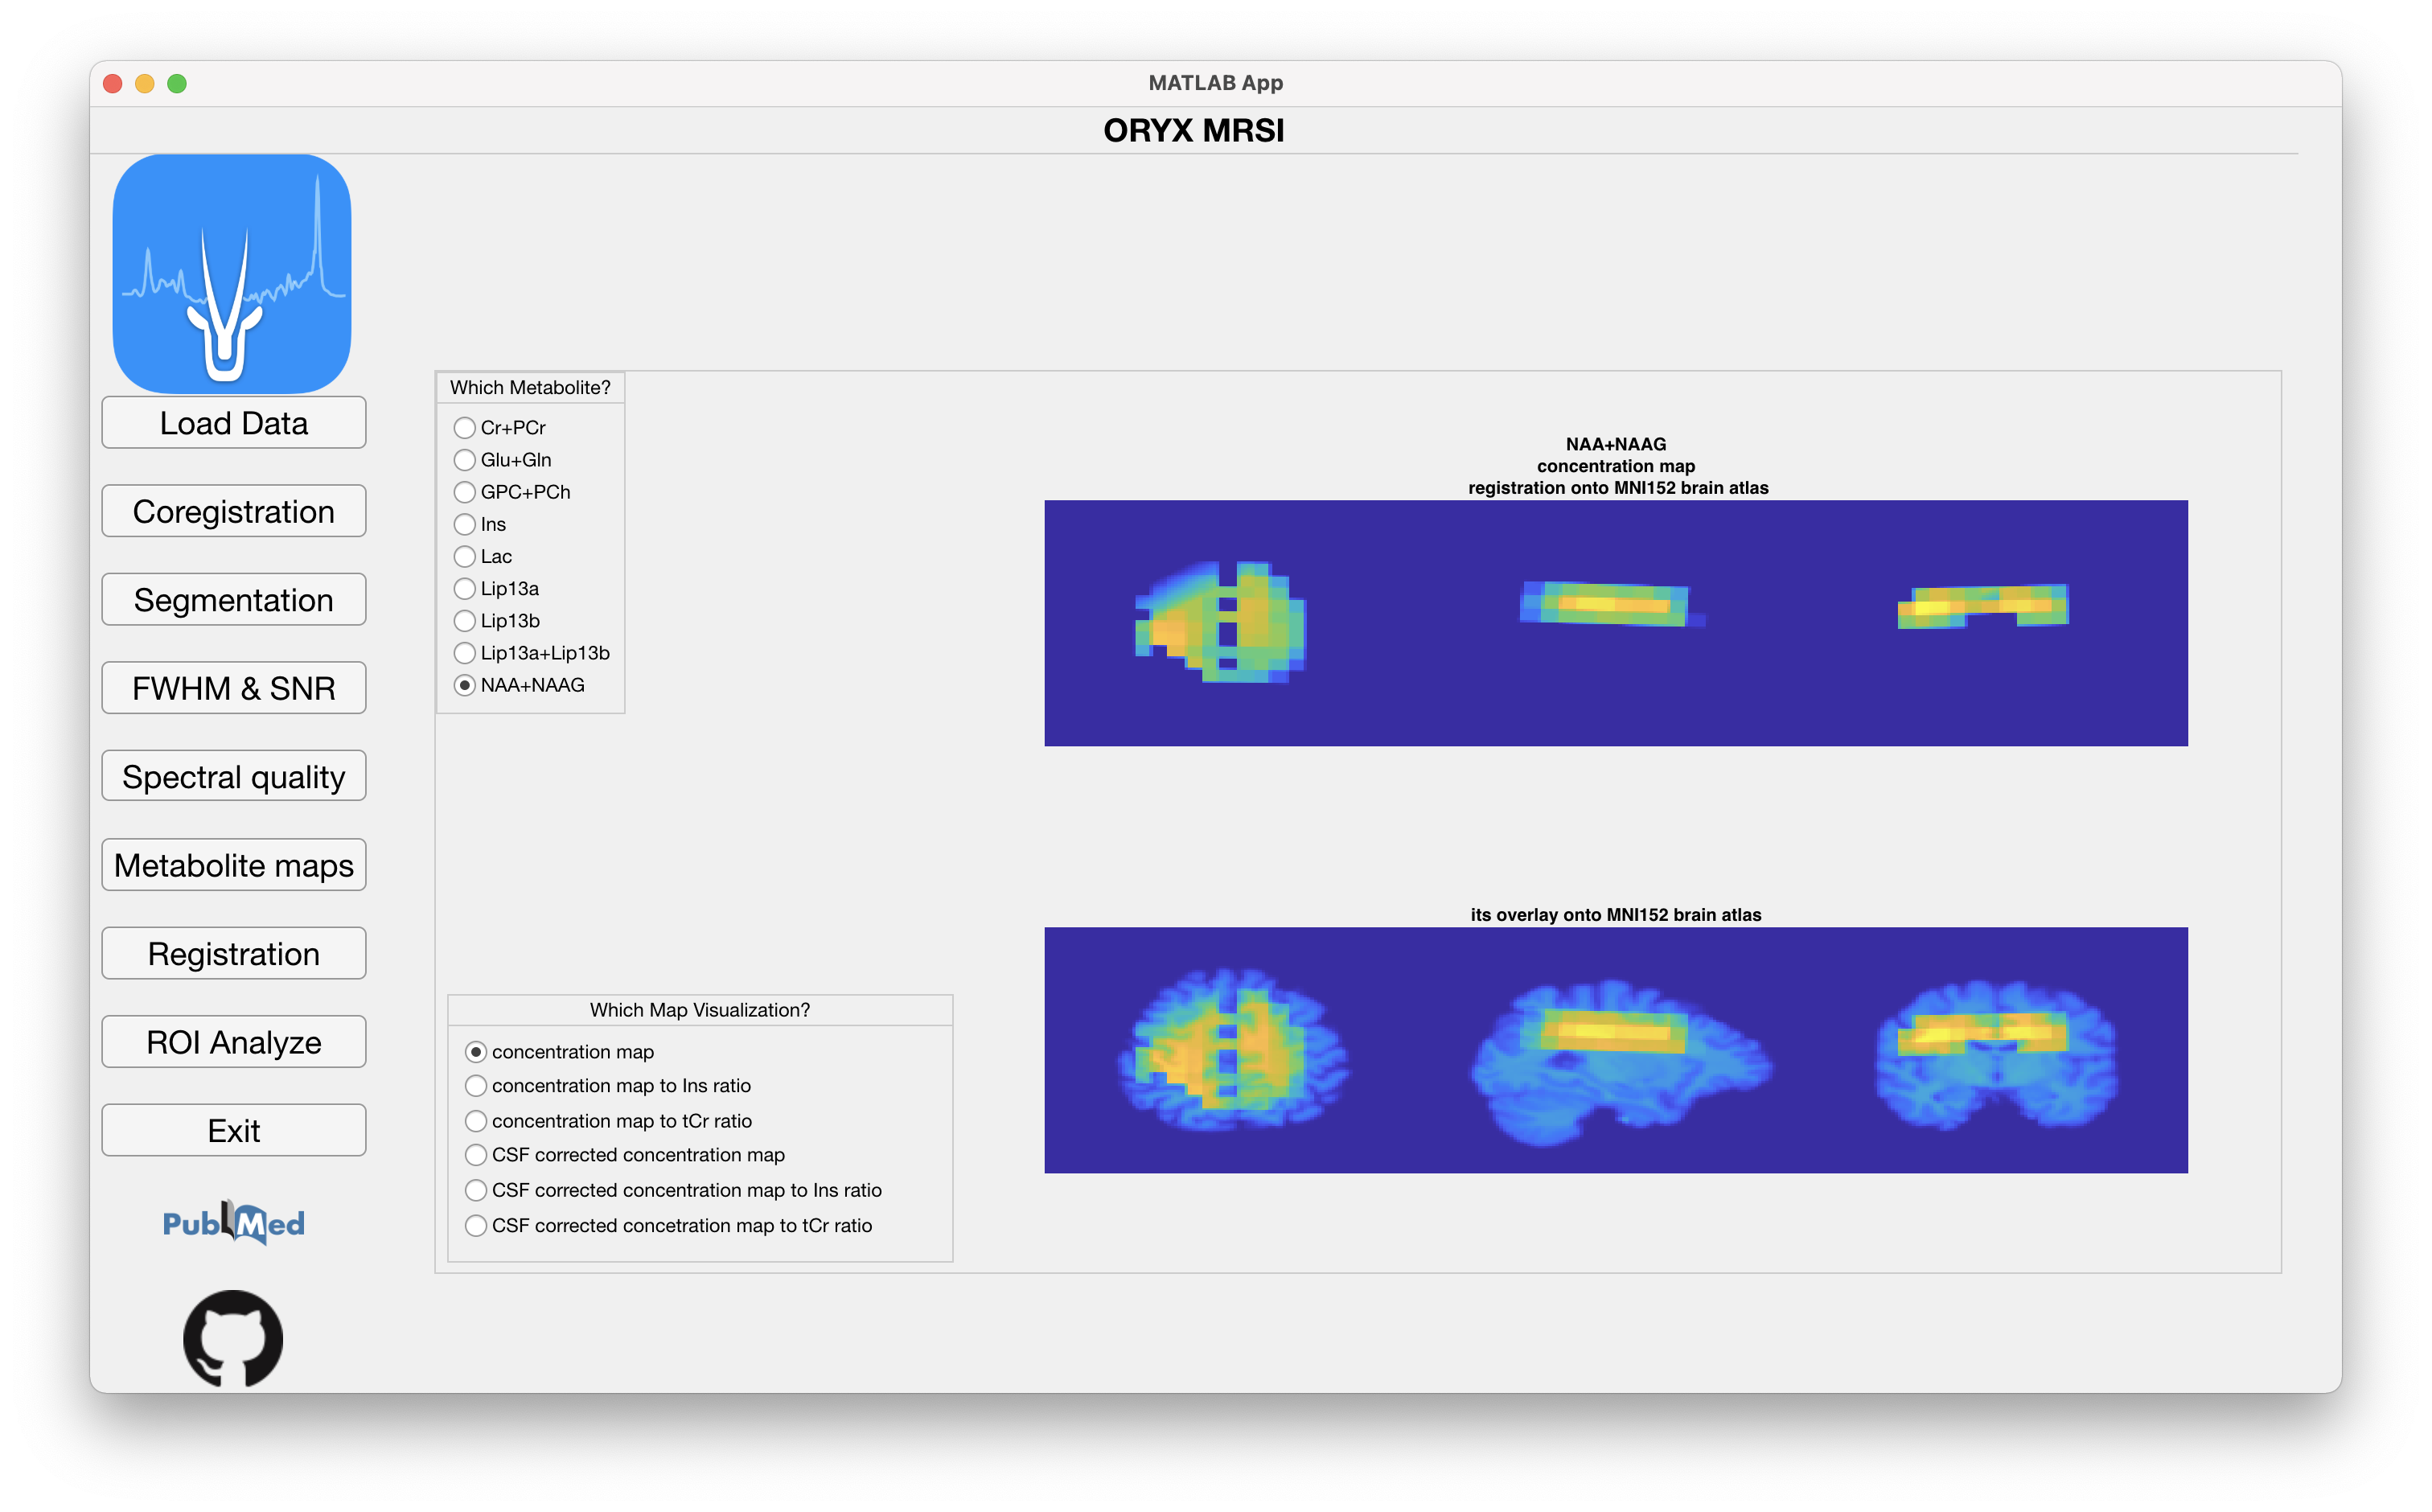 MATLAB App
ORYX MRSI
Load Data
Coregistration
Segmentation
FWHM & SNR
Spectral quality
Metabolite maps
Registration
ROI Analyze
Exit
PubMed
Which Metabolite?
Cr+PCr
Glu+Gln
GPC+PCh
Ins
Lac
Lip13a
Lip13b
Lip13a+Lip13b
NAA+NAAG
Which Map Visualization?
concentration map
concentration map to Ins ratio
concentration map to tCr ratio
CSF corrected concentration map
CSF corrected concentration map to Ins ratio
CSF corrected concetration map to tCr ratio
NAA+NAAG
concentration map
registration onto MNI152 brain atlas
its overlay onto MNI152 brain atlas